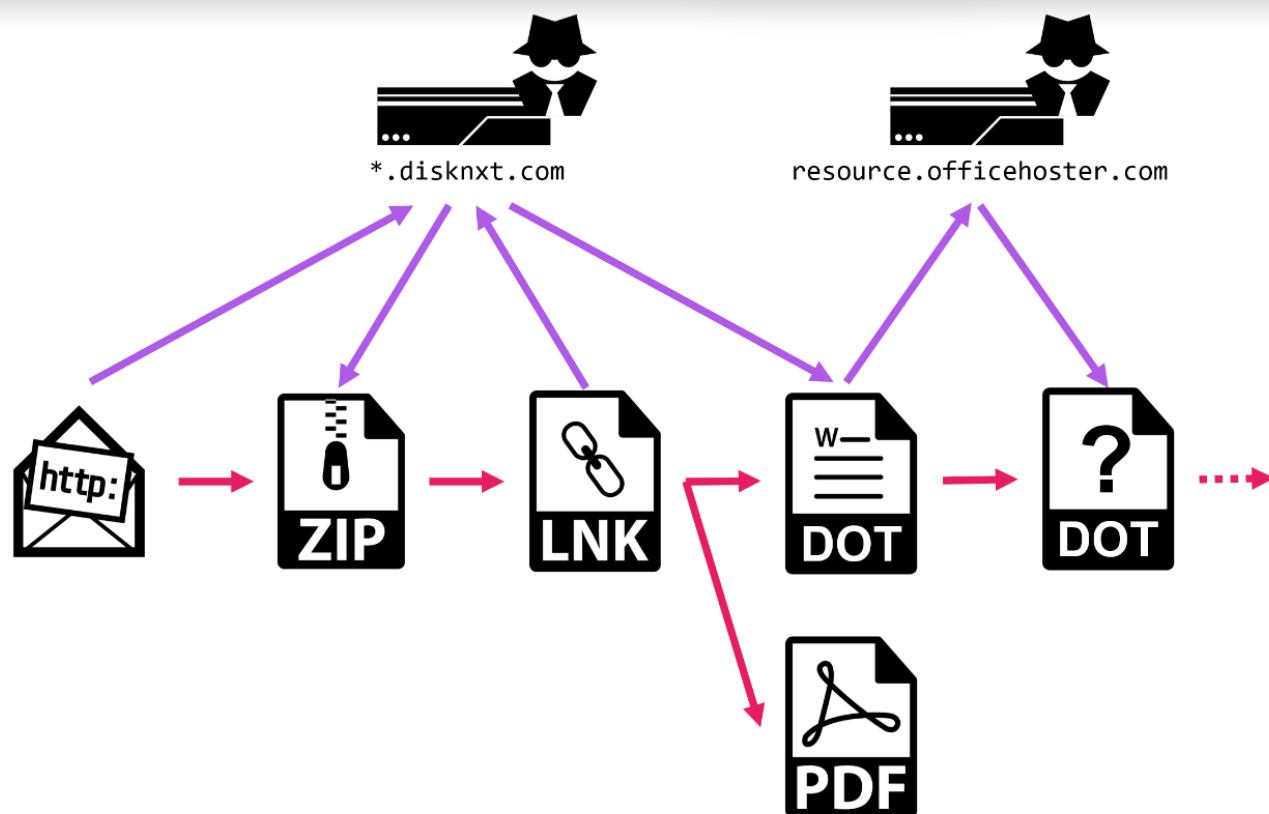 *.disknxt.com
resource.officehoster.com
http:
ZIP
LNK
W
DOT
?
DOT
PDF